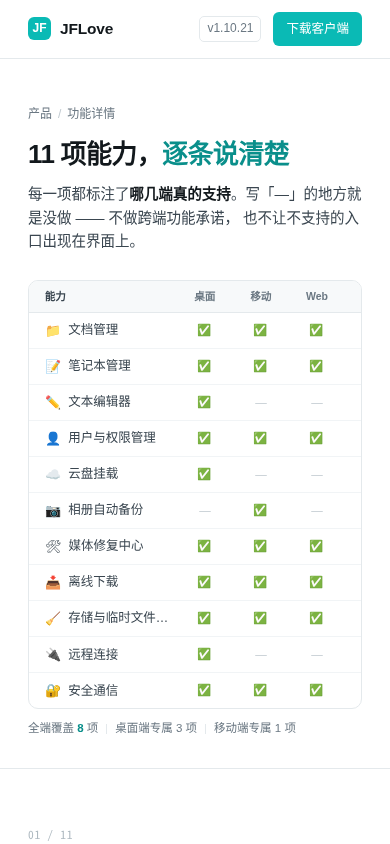 JF JFLove v1.10.21 下载客户端
产品 / 功能详情
11 项能力，逐条说清楚
每一项都标注了哪几端真的支持。写「—」的地方就
是没做 —— 不做跨端功能承诺， 也不让不支持的入
口出现在界面上。
能力 桌面 移动 Web
📁 文档管理 ✅ ✅ ✅
📝 笔记本管理 ✅ ✅ ✅
✏️ 文本编辑器 ✅ — —
👤 用户与权限管理 ✅ ✅ ✅
☁️ 云盘挂载 ✅ — —
📷 相册自动备份 — ✅ —
🛠 媒体修复中心 ✅ ✅ ✅
📥 离线下载 ✅ ✅ ✅
🧹 存储与临时文件… ✅ ✅ ✅
🔌 远程连接 ✅ — —
🔐 安全通信 ✅ ✅ ✅
全端覆盖 8 项 | 桌面端专属 3 项 | 移动端专属 1 项
01 / 11